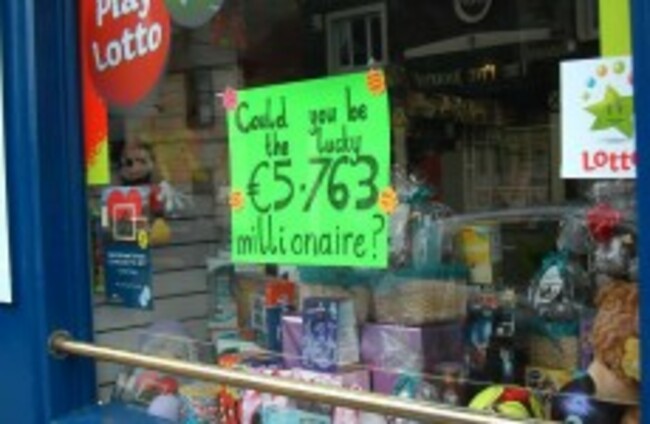 Play
Lotto
Could you be
the lucky
€5.763
millionaire?
Lotto